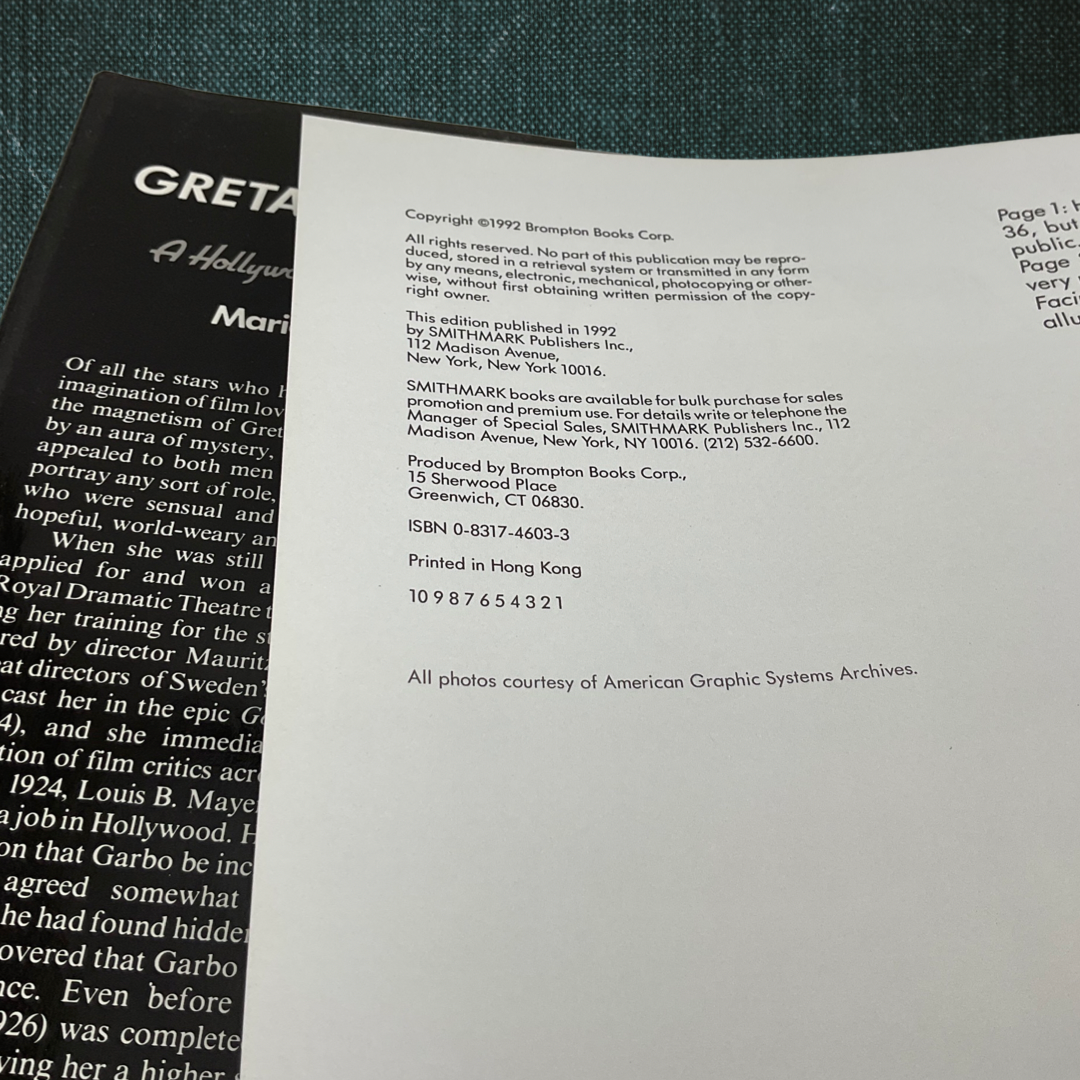 GRETA
A Hollywo
Mari
Of all the stars who h
imagination of film lov
the magnetism of Gret
by an aura of mystery,
appealed to both men
portray any sort of role,
who were sensual and
hopeful, world-weary an
When she was still
applied for and won a
Royal Dramatic Theatre t
ng her training for the st
red by director Mauritz
at directors of Sweden's
cast her in the epic Go
4), and she immedia
tion of film critics acro
1924, Louis B. Mayer
a job in Hollywood. H
on that Garbo be inc
agreed somewhat
he had found hidden
overed that Garbo
nce. Even before
926) was complete
ving her a higher
Copyright ©1992 Brompton Books Corp.
All rights reserved. No part of this publication may be repro-
duced, stored in a retrieval system or transmitted in any form
by any means, electronic, mechanical, photocopying or other-
wise, without first obtaining written permission of the copy-
right owner.
This edition published in 1992
by SMITHMARK Publishers Inc.,
112 Madison Avenue,
New York, New York 10016.
SMITHMARK books are available for bulk purchase for sales
promotion and premium use. For details write or telephone the
Manager of Special Sales, SMITHMARK Publishers Inc., 112
Madison Avenue, New York, NY 10016. (212) 532-6600.
Produced by Brompton Books Corp.,
15 Sherwood Place
Greenwich, CT 06830.
ISBN 0-8317-4603-3
Printed in Hong Kong
10 9 8 7 6 5 4 3 2 1
All photos courtesy of American Graphic Systems Archives.
Page 1: H
36, but
public.
Page
very
Faci
allu